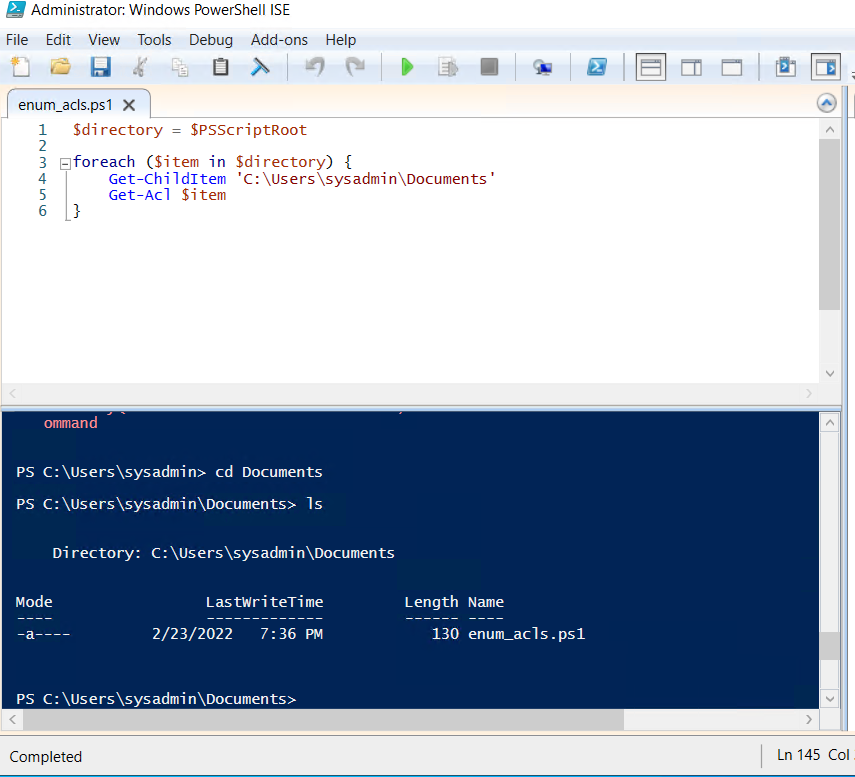 Administrator: Windows PowerShell ISE
File Edit View Tools Debug Add-ons Help
enum_acls.ps1
1 $directory = $PSScriptRoot
2
3 foreach ($item in $directory) {
4 Get-ChildItem 'C:\Users\sysadmin\Documents'
5 Get-Acl $item
6 }
ommand
PS C:\Users\sysadmin> cd Documents
PS C:\Users\sysadmin\Documents> ls
Directory: C:\Users\sysadmin\Documents
Mode LastWriteTime Length Name
---- ------------- ------ ----
-a---- 2/23/2022 7:36 PM 130 enum_acls.ps1
PS C:\Users\sysadmin\Documents>
Completed
Ln 145 Col